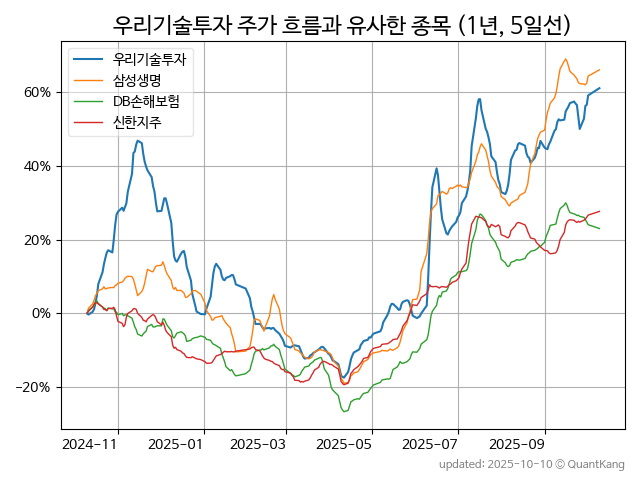 우리기술투자 주가 흐름과 유사한 종목 (1년, 5일선)
우리기술투자
삼성생명
DB손해보험
신한지주
60%
40%
20%
0%
−20%
2024-11 2025-01 2025-03 2025-05 2025-07 2025-09
updated: 2025-10-10 © QuantKang